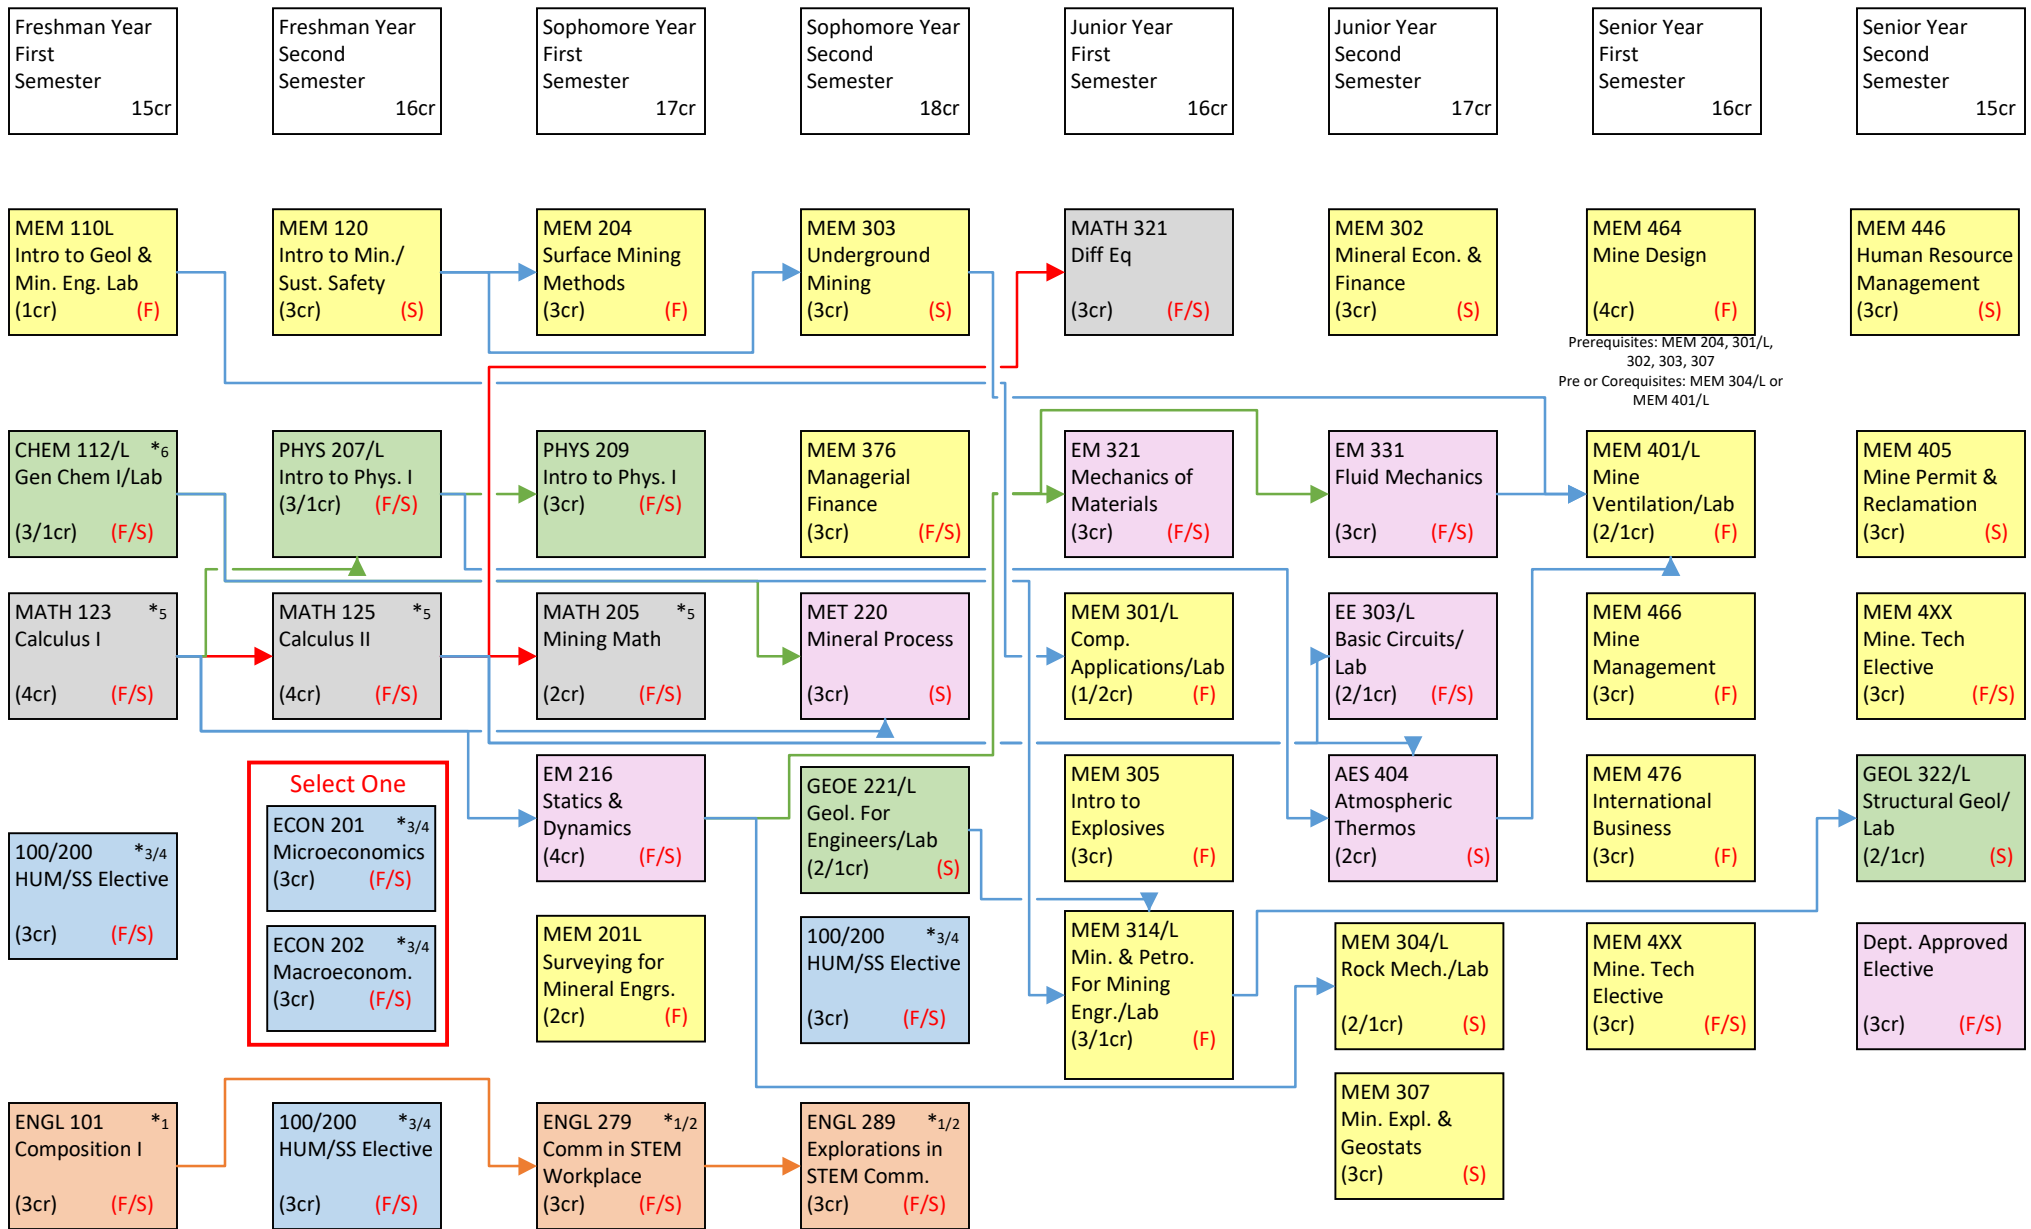 Freshman Year
First
Semester
15cr
Freshman Year
Second
Semester
16cr
Sophomore Year
First
Semester
17cr
Sophomore Year
Second
Semester
18cr
Junior Year
First
Semester
16cr
Junior Year
Second
Semester
17cr
Senior Year
First
Semester
16cr
Senior Year
Second
Semester
15cr
MEM 110L
Intro to Geol &
Min. Eng. Lab
(1cr) (F)
MEM 120
Intro to Min./
Sust. Safety
(3cr) (S)
MEM 204
Surface Mining
Methods
(3cr) (F)
MEM 303
Underground
Mining
(3cr) (S)
MATH 321
Diff Eq
(3cr) (F/S)
MEM 302
Mineral Econ. &
Finance
(3cr) (S)
MEM 464
Mine Design
(4cr) (F)
Prerequisites: MEM 204, 301/L,
302, 303, 307
Pre or Corequisites: MEM 304/L or
MEM 401/L
MEM 446
Human Resource
Management
(3cr) (S)
CHEM 112/L *6
Gen Chem I/Lab
(3/1cr) (F/S)
PHYS 207/L
Intro to Phys. I
(3/1cr) (F/S)
PHYS 209
Intro to Phys. I
(3cr) (F/S)
MEM 376
Managerial
Finance
(3cr) (F/S)
EM 321
Mechanics of
Materials
(3cr) (F/S)
EM 331
Fluid Mechanics
(3cr) (F/S)
MEM 401/L
Mine
Ventilation/Lab
(2/1cr) (F)
MEM 405
Mine Permit &
Reclamation
(3cr) (S)
MATH 123 *5
Calculus I
(4cr) (F/S)
MATH 125 *5
Calculus II
(4cr) (F/S)
MATH 205 *5
Mining Math
(2cr) (F/S)
MET 220
Mineral Process
(3cr) (S)
MEM 301/L
Comp.
Applications/Lab
(1/2cr) (F)
EE 303/L
Basic Circuits/
Lab
(2/1cr) (F/S)
MEM 466
Mine
Management
(3cr) (F)
MEM 4XX
Mine. Tech
Elective
(3cr) (F/S)
100/200 *3/4
HUM/SS Elective
(3cr) (F/S)
Select One
ECON 201 *3/4
Microeconomics
(3cr) (F/S)
ECON 202 *3/4
Macroeconom.
(3cr) (F/S)
EM 216
Statics &
Dynamics
(4cr) (F/S)
GEOE 221/L
Geol. For
Engineers/Lab
(2/1cr) (S)
MEM 305
Intro to
Explosives
(3cr) (F)
AES 404
Atmospheric
Thermos
(2cr) (S)
MEM 476
International
Business
(3cr) (F)
GEOL 322/L
Structural Geol/
Lab
(2/1cr) (S)
MEM 201L
Surveying for
Mineral Engrs.
(2cr) (F)
100/200 *3/4
HUM/SS Elective
(3cr) (F/S)
MEM 314/L
Min. & Petro.
For Mining
Engr./Lab
(3/1cr) (F)
MEM 304/L
Rock Mech./Lab
(2/1cr) (S)
MEM 4XX
Mine. Tech
Elective
(3cr) (F/S)
Dept. Approved
Elective
(3cr) (F/S)
ENGL 101 *1
Composition I
(3cr) (F/S)
100/200 *3/4
HUM/SS Elective
(3cr) (F/S)
ENGL 279 *1/2
Comm in STEM
Workplace
(3cr) (F/S)
ENGL 289 *1/2
Explorations in
STEM Comm.
(3cr) (F/S)
MEM 307
Min. Expl. &
Geostats
(3cr) (S)